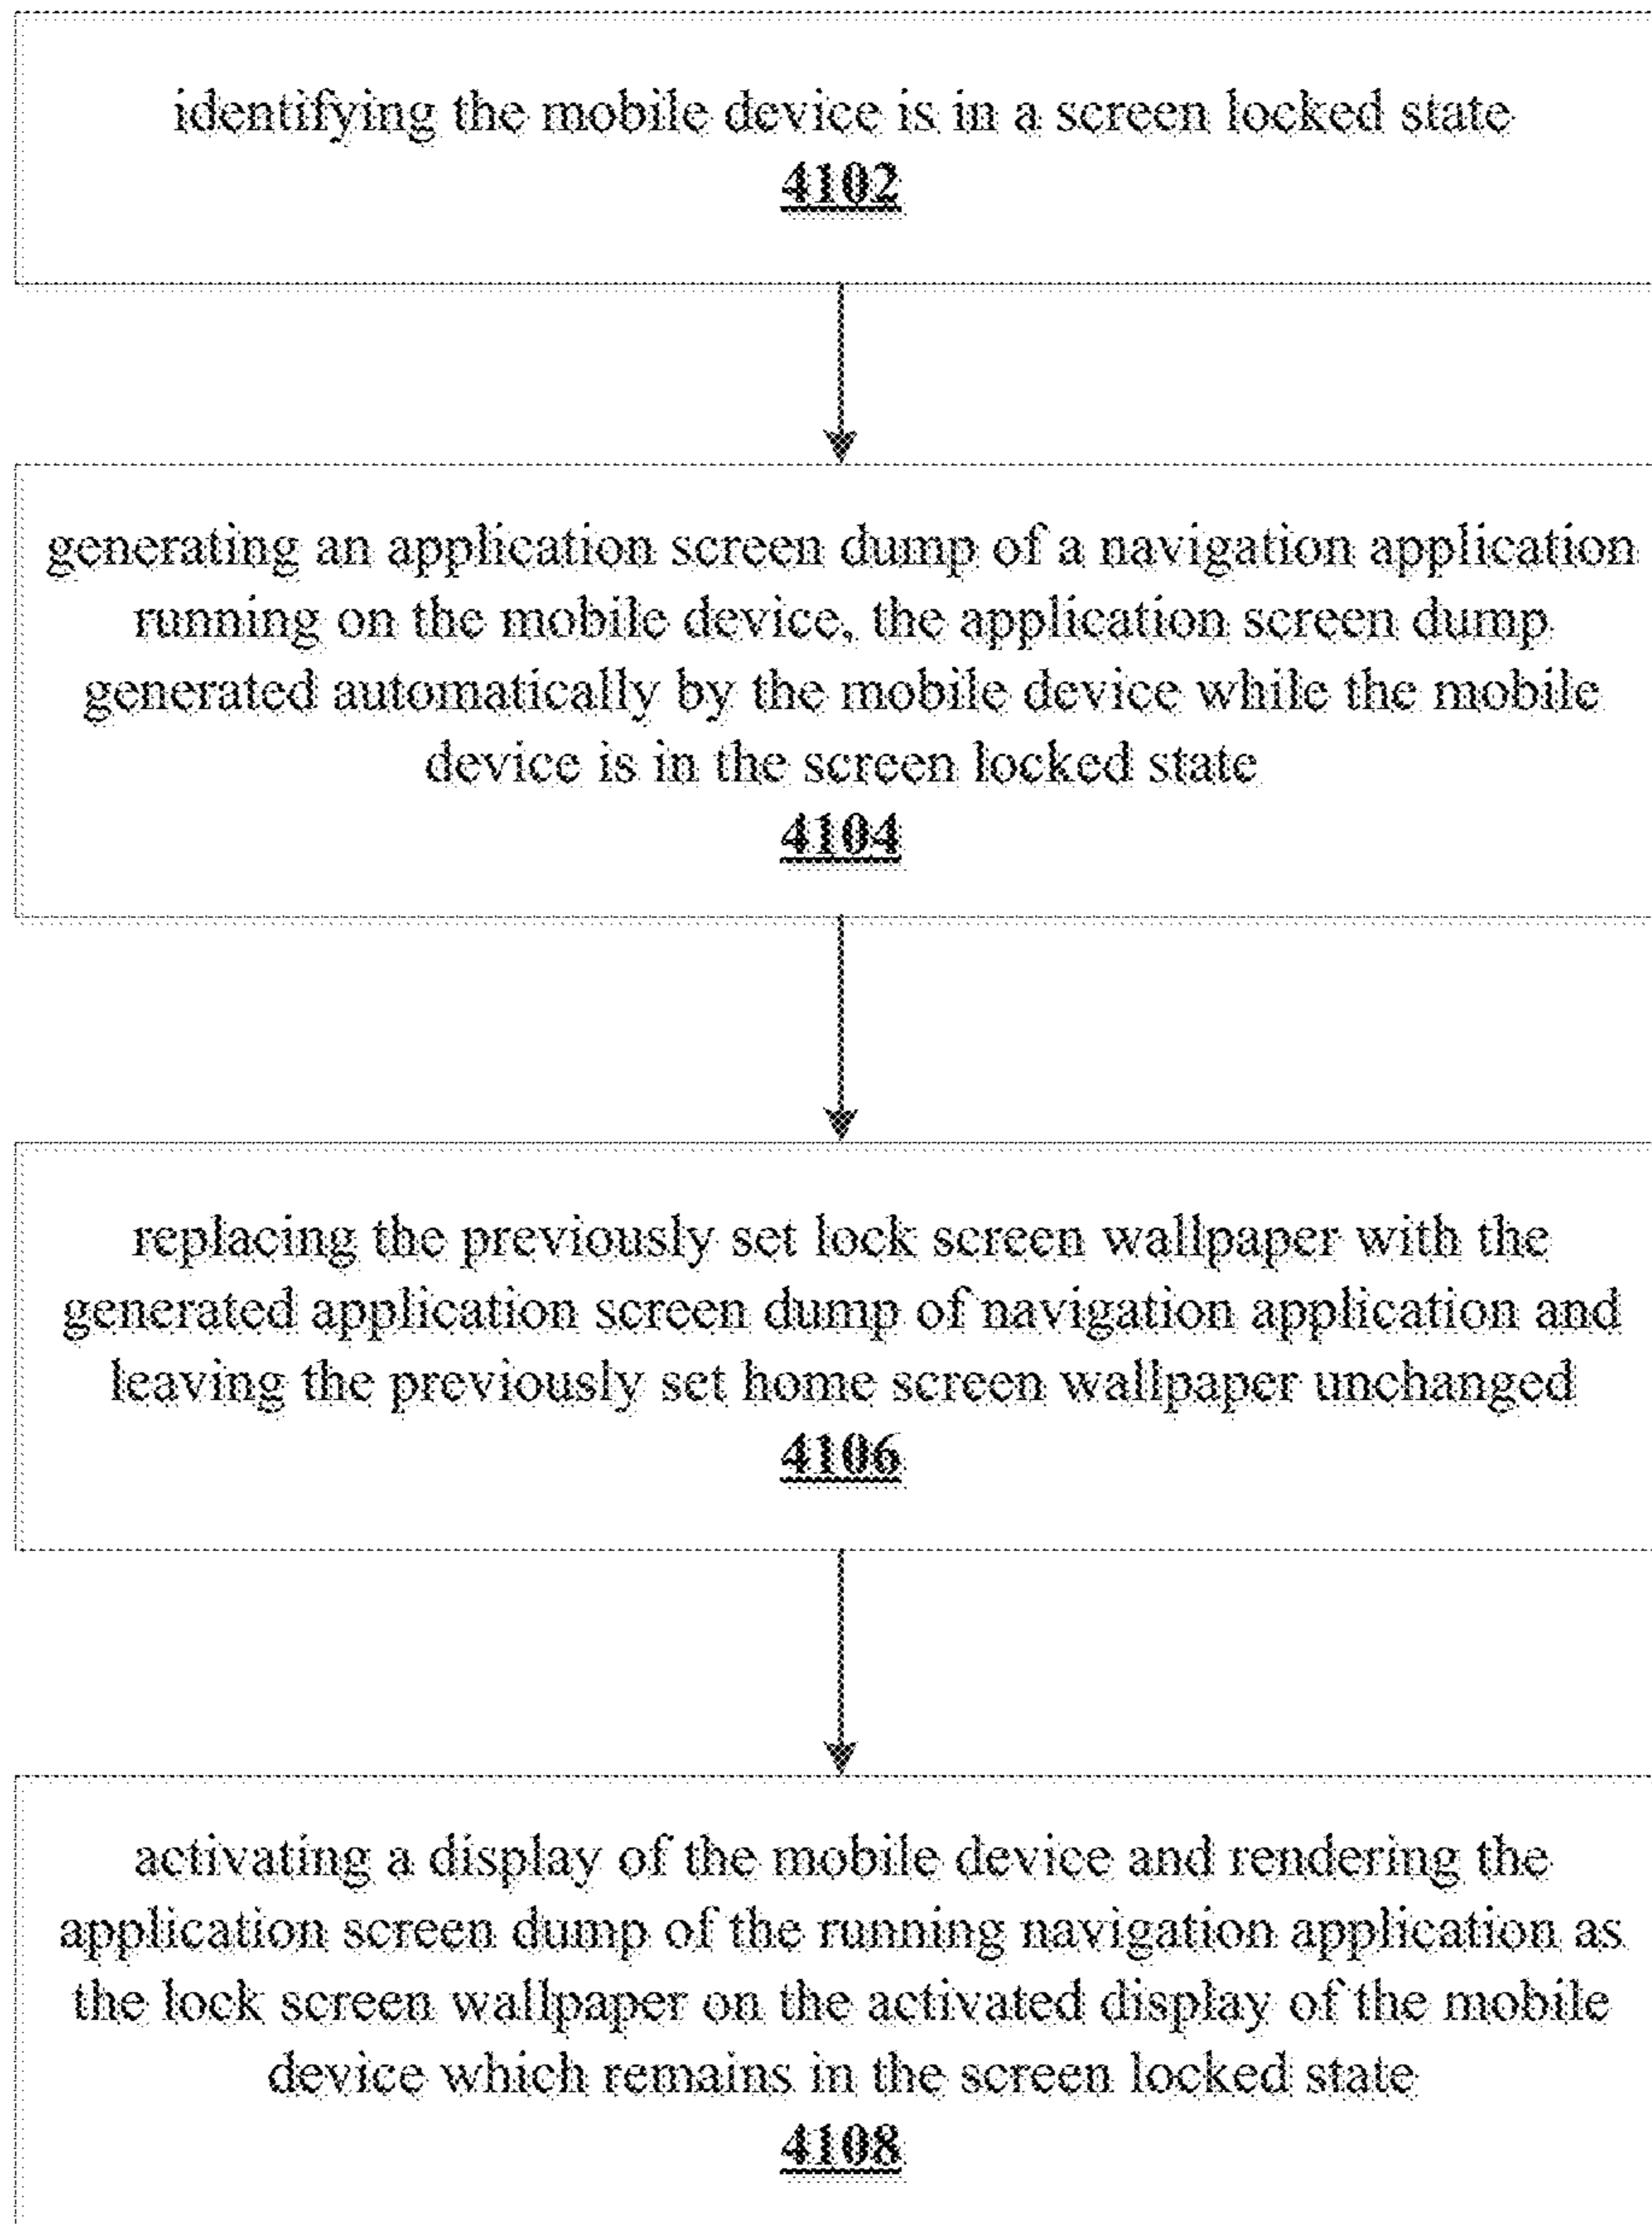 identifying the mobile device is in a screen locked state
4102
generating an application screen dump of a navigation application
running on the mobile device, the application screen dump
generated automatically by the mobile device while the mobile
device is in the screen locked state
4104
replacing the previously set lock screen wallpaper with the
generated application screen dump of navigation application and
leaving the previously set home screen wallpaper unchanged
4106
activating a display of the mobile device and rendering the
application screen dump of the running navigation application as
the lock screen wallpaper on the activated display of the mobile
device which remains in the screen locked state
4108